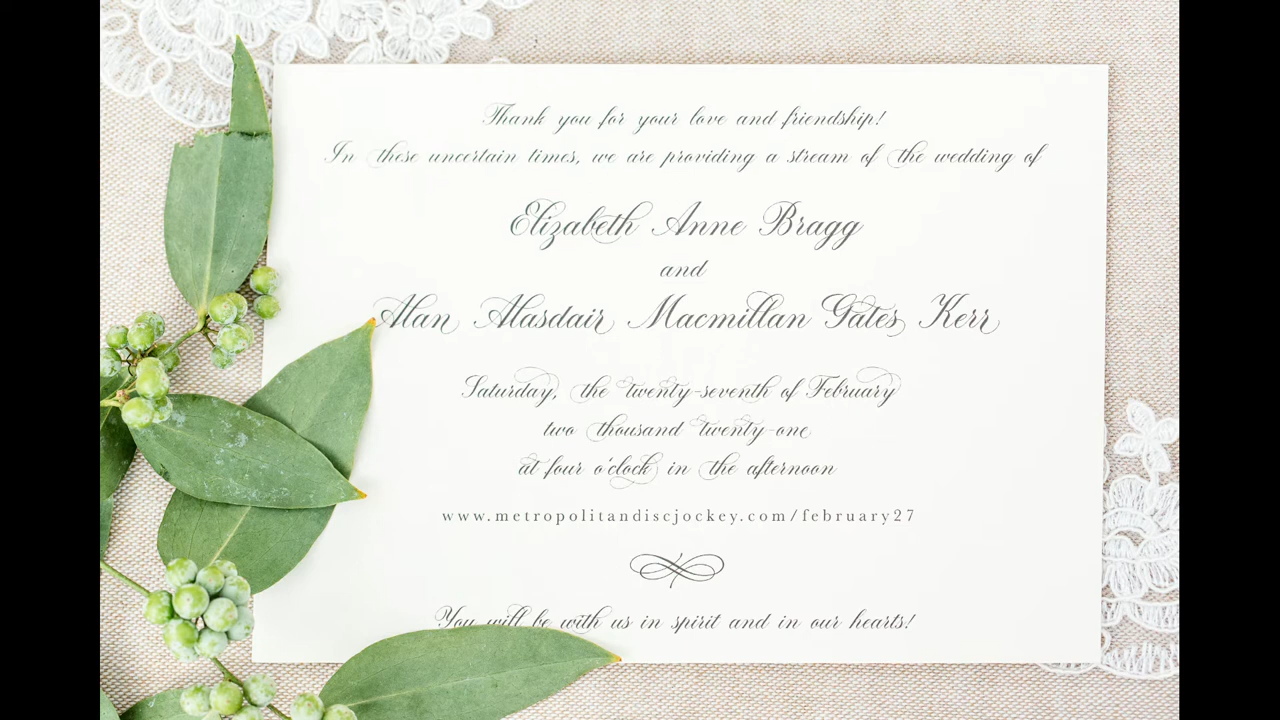 Thank you for your love and friendship!
In these uncertain times, we are providing a stream of the wedding of
Elizabeth Anne Bragg
and
Alan Alasdair Macmillan Gates Kerr
Saturday, the twenty-seventh of February
two thousand twenty-one
at four o'clock in the afternoon
www.metropolitandiscjockey.com/february27
You will be with us in spirit and in our hearts!